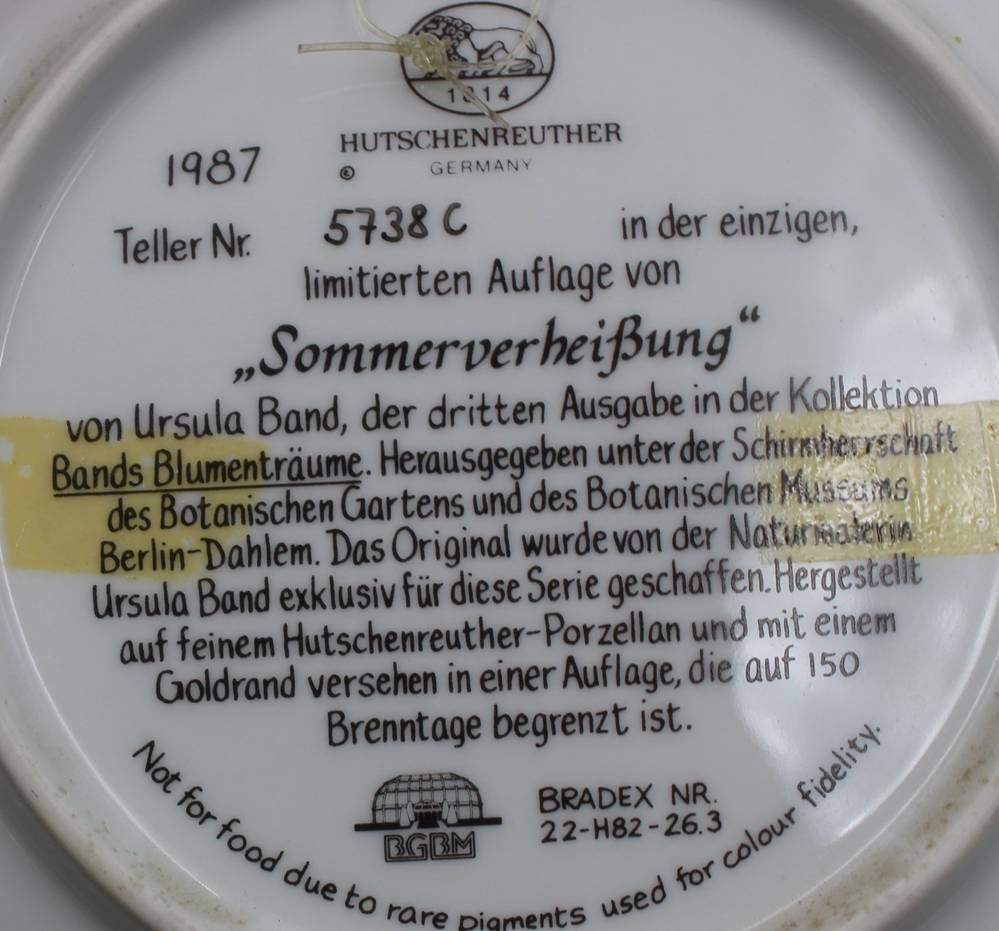 1814
HUTSCHENREUTHER
© GERMANY
1987
Teller Nr. 5738 C in der einzigen,
limitierten Auflage von
„Sommerverheißung“
von Ursula Band, der dritten Ausgabe in der Kollektion
Bands Blumenträume. Herausgegeben unter der Schirmherrschaft
des Botanischen Gartens und des Botanischen Museums
Berlin-Dahlem. Das Original wurde von der Naturmalerin
Ursula Band exklusiv für diese Serie geschaffen. Hergestellt
auf feinem Hutschenreuther-Porzellan und mit einem
Goldrand versehen in einer Auflage, die auf 150
Brenntage begrenzt ist.
BGBM
BRADEX NR.
22-H82-26.3
Not for food due to rare pigments used for colour fidelity.